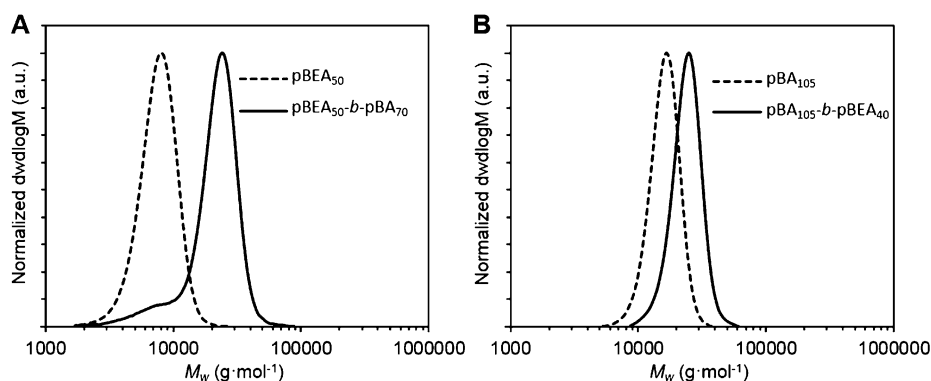 A
Normalized dwdlogM (a.u.)
pBEA₅₀
pBEA₅₀-b-pBA₇₀
1000 10000 100000 1000000
Mw (g·mol⁻¹)
B
Normalized dwdlogM (a.u.)
pBA₁₀₅
pBA₁₀₅-b-pBEA₄₀
1000 10000 100000 1000000
Mw (g·mol⁻¹)